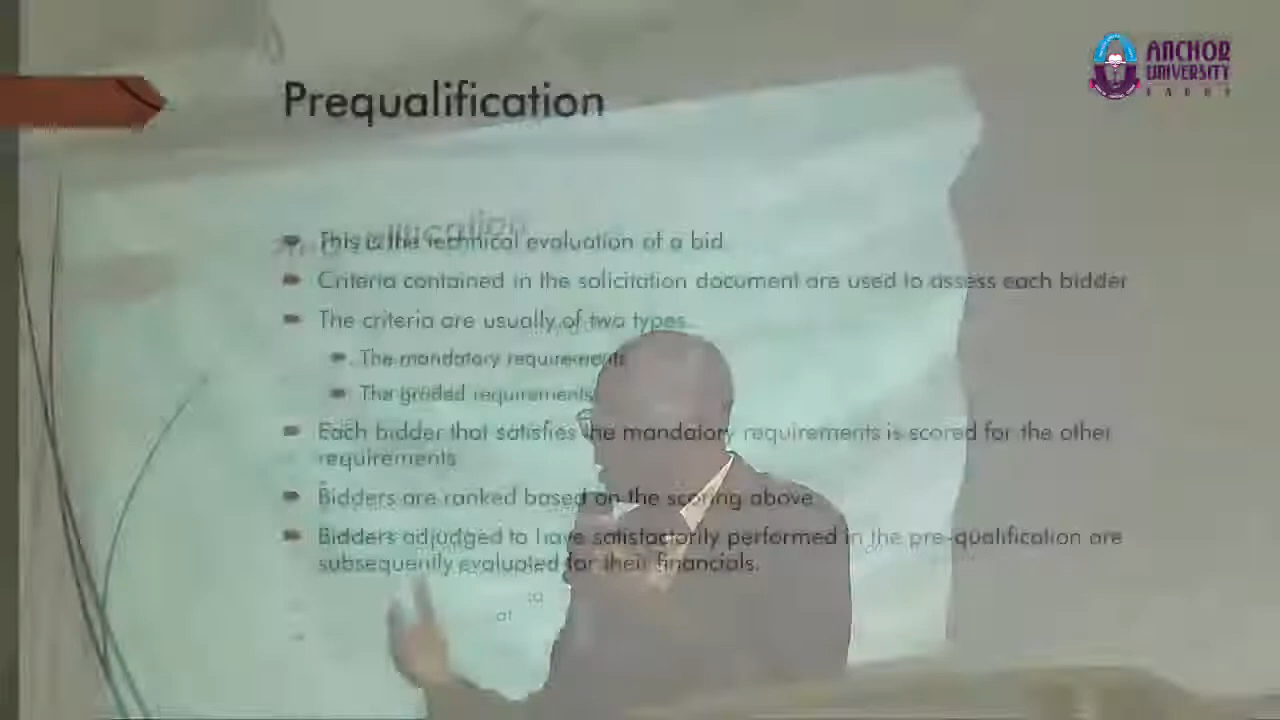 ANCHOR
UNIVERSITY
LAGOS
Prequalification
This is the technical evaluation of a bid
Criteria contained in the solicitation document are used to assess each bidder
The criteria are usually of two types
The mandatory requirements
The graded requirements
Each bidder that satisfies the mandatory requirements is scored for the other
requirements
Bidders are ranked based on the scoring above
Bidders adjudged to have satisfactorily performed in the pre-qualification are
subsequently evaluated for their financials.
to
at